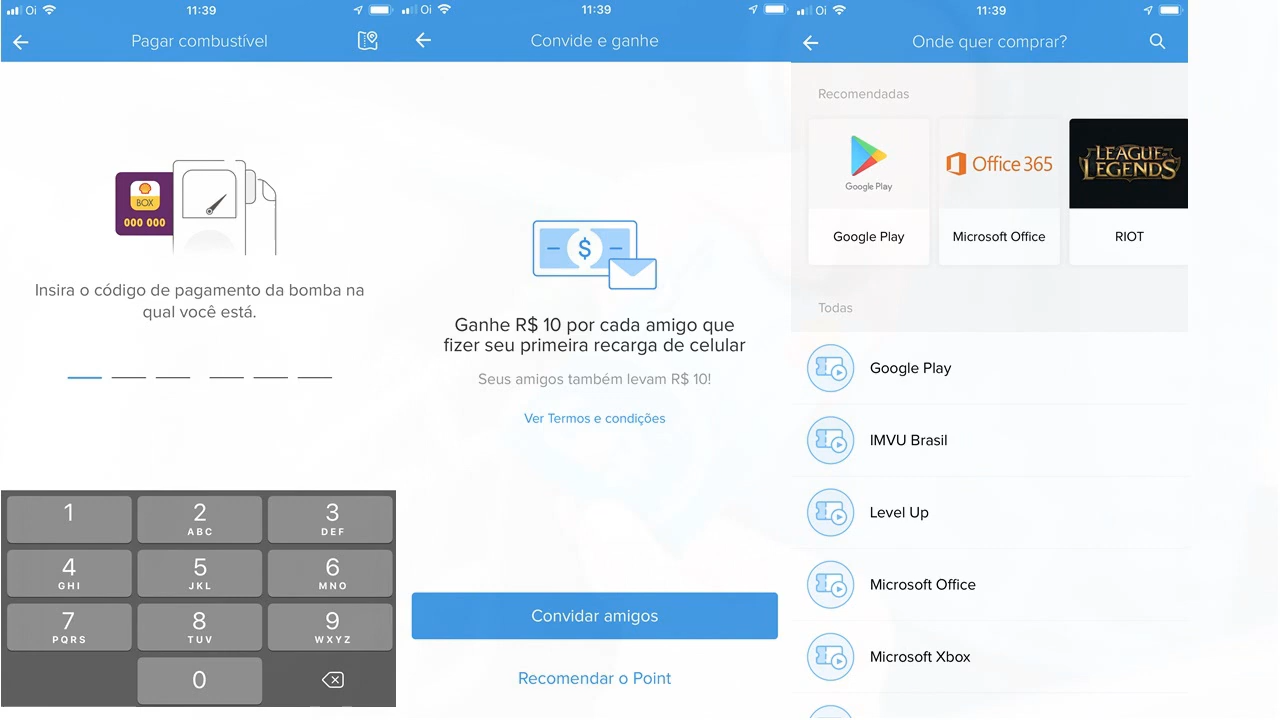 Oi
11:39
Pagar combustível
BOX
000 000
Insira o código de pagamento da bomba na
qual você está.
1
2
ABC
3
DEF
4
GHI
5
JKL
6
MNO
7
PQRS
8
TUV
9
WXYZ
0
Oi
11:39
Convide e ganhe
$
Ganhe R$ 10 por cada amigo que
fizer seu primeira recarga de celular
Seus amigos também levam R$ 10!
Ver Termos e condições
Convidar amigos
Recomendar o Point
Oi
11:39
Onde quer comprar?
Recomendadas
Google Play
Google Play
Office 365
Microsoft Office
LEAGUE
OF
LEGENDS
RIOT
Todas
Google Play
IMVU Brasil
Level Up
Microsoft Office
Microsoft Xbox